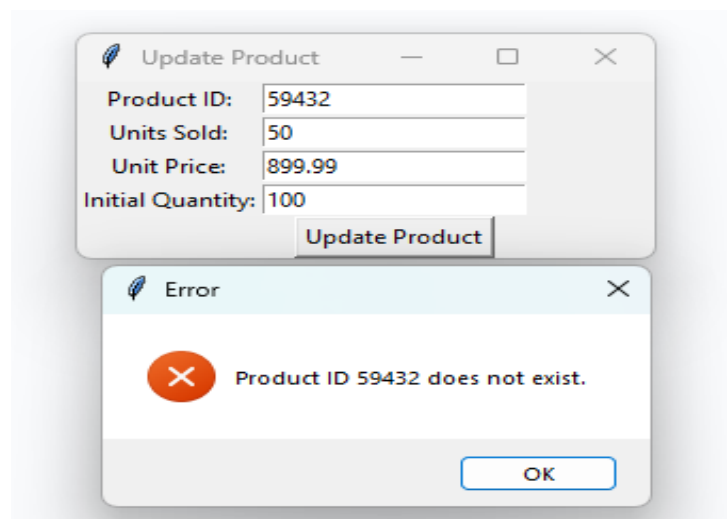 Update Product
Product ID: 59432
Units Sold: 50
Unit Price: 899.99
Initial Quantity: 100
Update Product
Error
Product ID 59432 does not exist.
OK